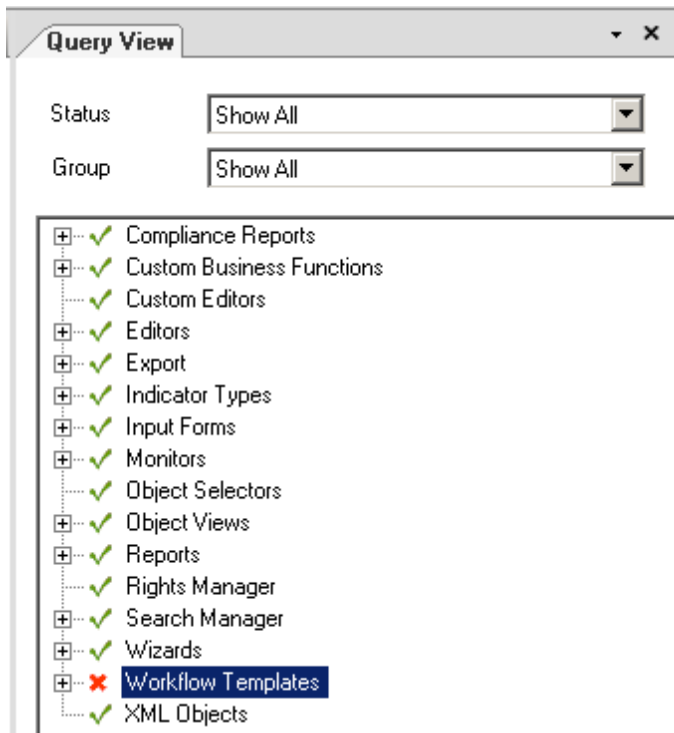 Query View
Status Show All
Group Show All
Compliance Reports
Custom Business Functions
Custom Editors
Editors
Export
Indicator Types
Input Forms
Monitors
Object Selectors
Object Views
Reports
Rights Manager
Search Manager
Wizards
Workflow Templates
XML Objects